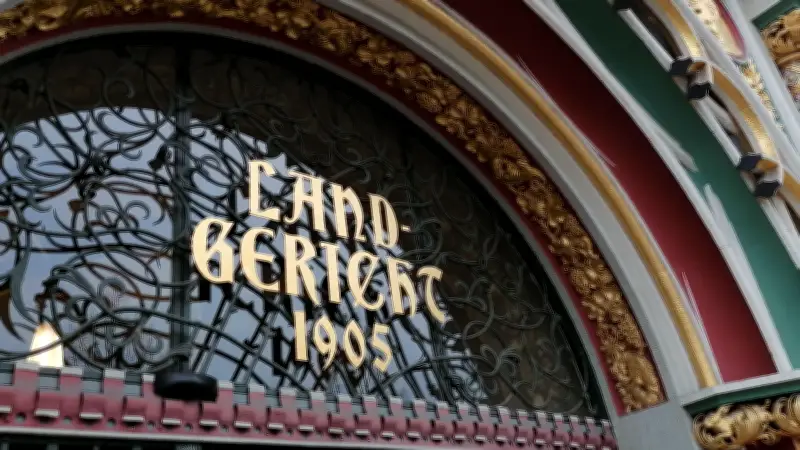 LAND-
GERICHT
1905